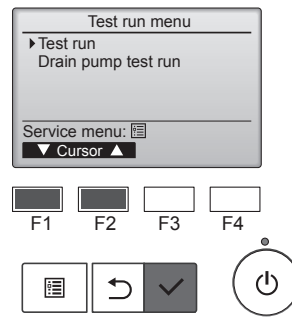 Test run menu
Test run
Drain pump test run
Service menu:
▼ Cursor ▲
F1 F2 F3 F4